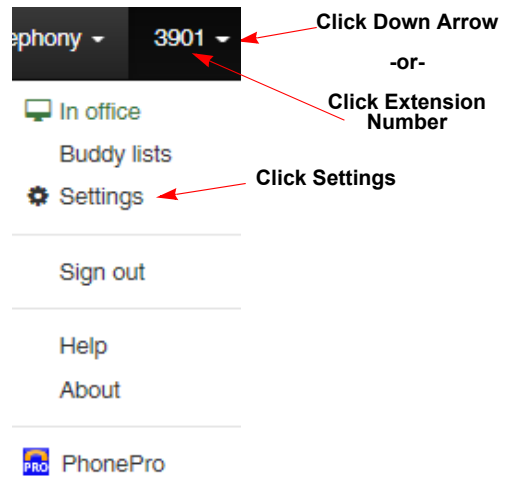 ephony 3901 Click Down Arrow
-or-
Click Extension
Number
In office
Buddy lists
Settings Click Settings
Sign out
Help
About
PRO PhonePro